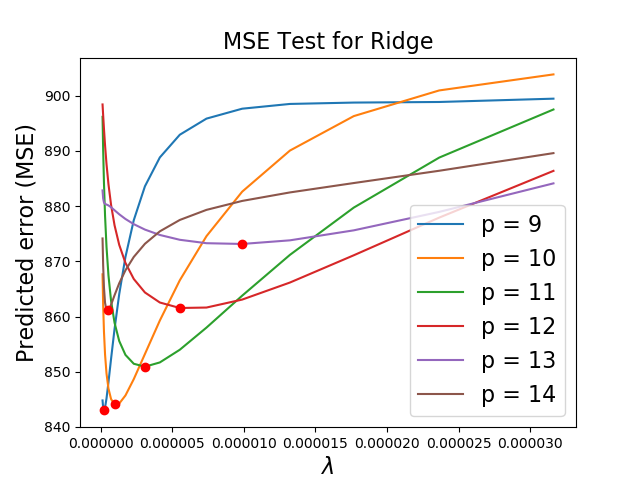 MSE Test for Ridge
Predicted error (MSE)
900
890
880
870
860
850
840
0.000000 0.000005 0.000010 0.000015 0.000020 0.000025 0.000030
λ
p = 9
p = 10
p = 11
p = 12
p = 13
p = 14